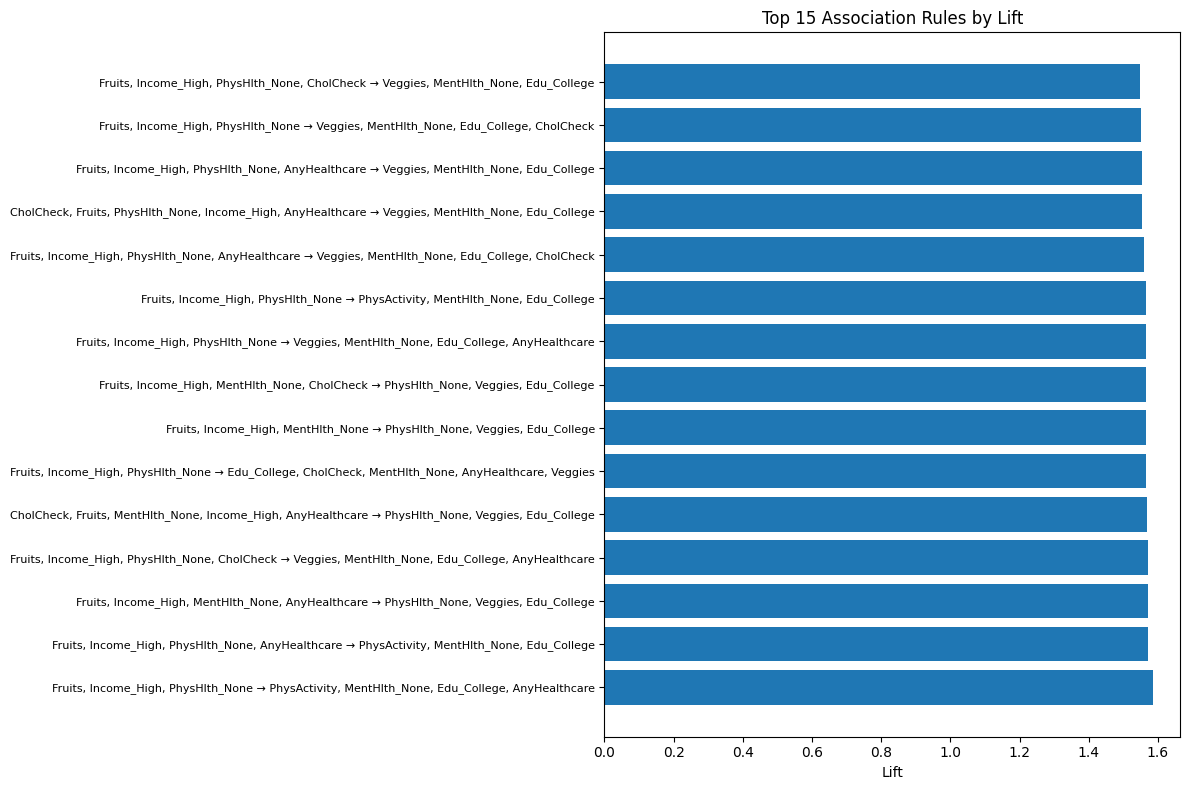 Top 15 Association Rules by Lift
Fruits, Income_High, PhysHlth_None, CholCheck → Veggies, MentHlth_None, Edu_College
Fruits, Income_High, PhysHlth_None → Veggies, MentHlth_None, Edu_College, CholCheck
Fruits, Income_High, PhysHlth_None, AnyHealthcare → Veggies, MentHlth_None, Edu_College
CholCheck, Fruits, PhysHlth_None, Income_High, AnyHealthcare → Veggies, MentHlth_None, Edu_College
Fruits, Income_High, PhysHlth_None, AnyHealthcare → Veggies, MentHlth_None, Edu_College, CholCheck
Fruits, Income_High, PhysHlth_None → PhysActivity, MentHlth_None, Edu_College
Fruits, Income_High, PhysHlth_None → Veggies, MentHlth_None, Edu_College, AnyHealthcare
Fruits, Income_High, MentHlth_None, CholCheck → PhysHlth_None, Veggies, Edu_College
Fruits, Income_High, MentHlth_None → PhysHlth_None, Veggies, Edu_College
Fruits, Income_High, PhysHlth_None → Edu_College, CholCheck, MentHlth_None, AnyHealthcare, Veggies
CholCheck, Fruits, MentHlth_None, Income_High, AnyHealthcare → PhysHlth_None, Veggies, Edu_College
Fruits, Income_High, PhysHlth_None, CholCheck → Veggies, MentHlth_None, Edu_College, AnyHealthcare
Fruits, Income_High, MentHlth_None, AnyHealthcare → PhysHlth_None, Veggies, Edu_College
Fruits, Income_High, PhysHlth_None, AnyHealthcare → PhysActivity, MentHlth_None, Edu_College
Fruits, Income_High, PhysHlth_None → PhysActivity, MentHlth_None, Edu_College, AnyHealthcare
0.0 0.2 0.4 0.6 0.8 1.0 1.2 1.4 1.6
Lift